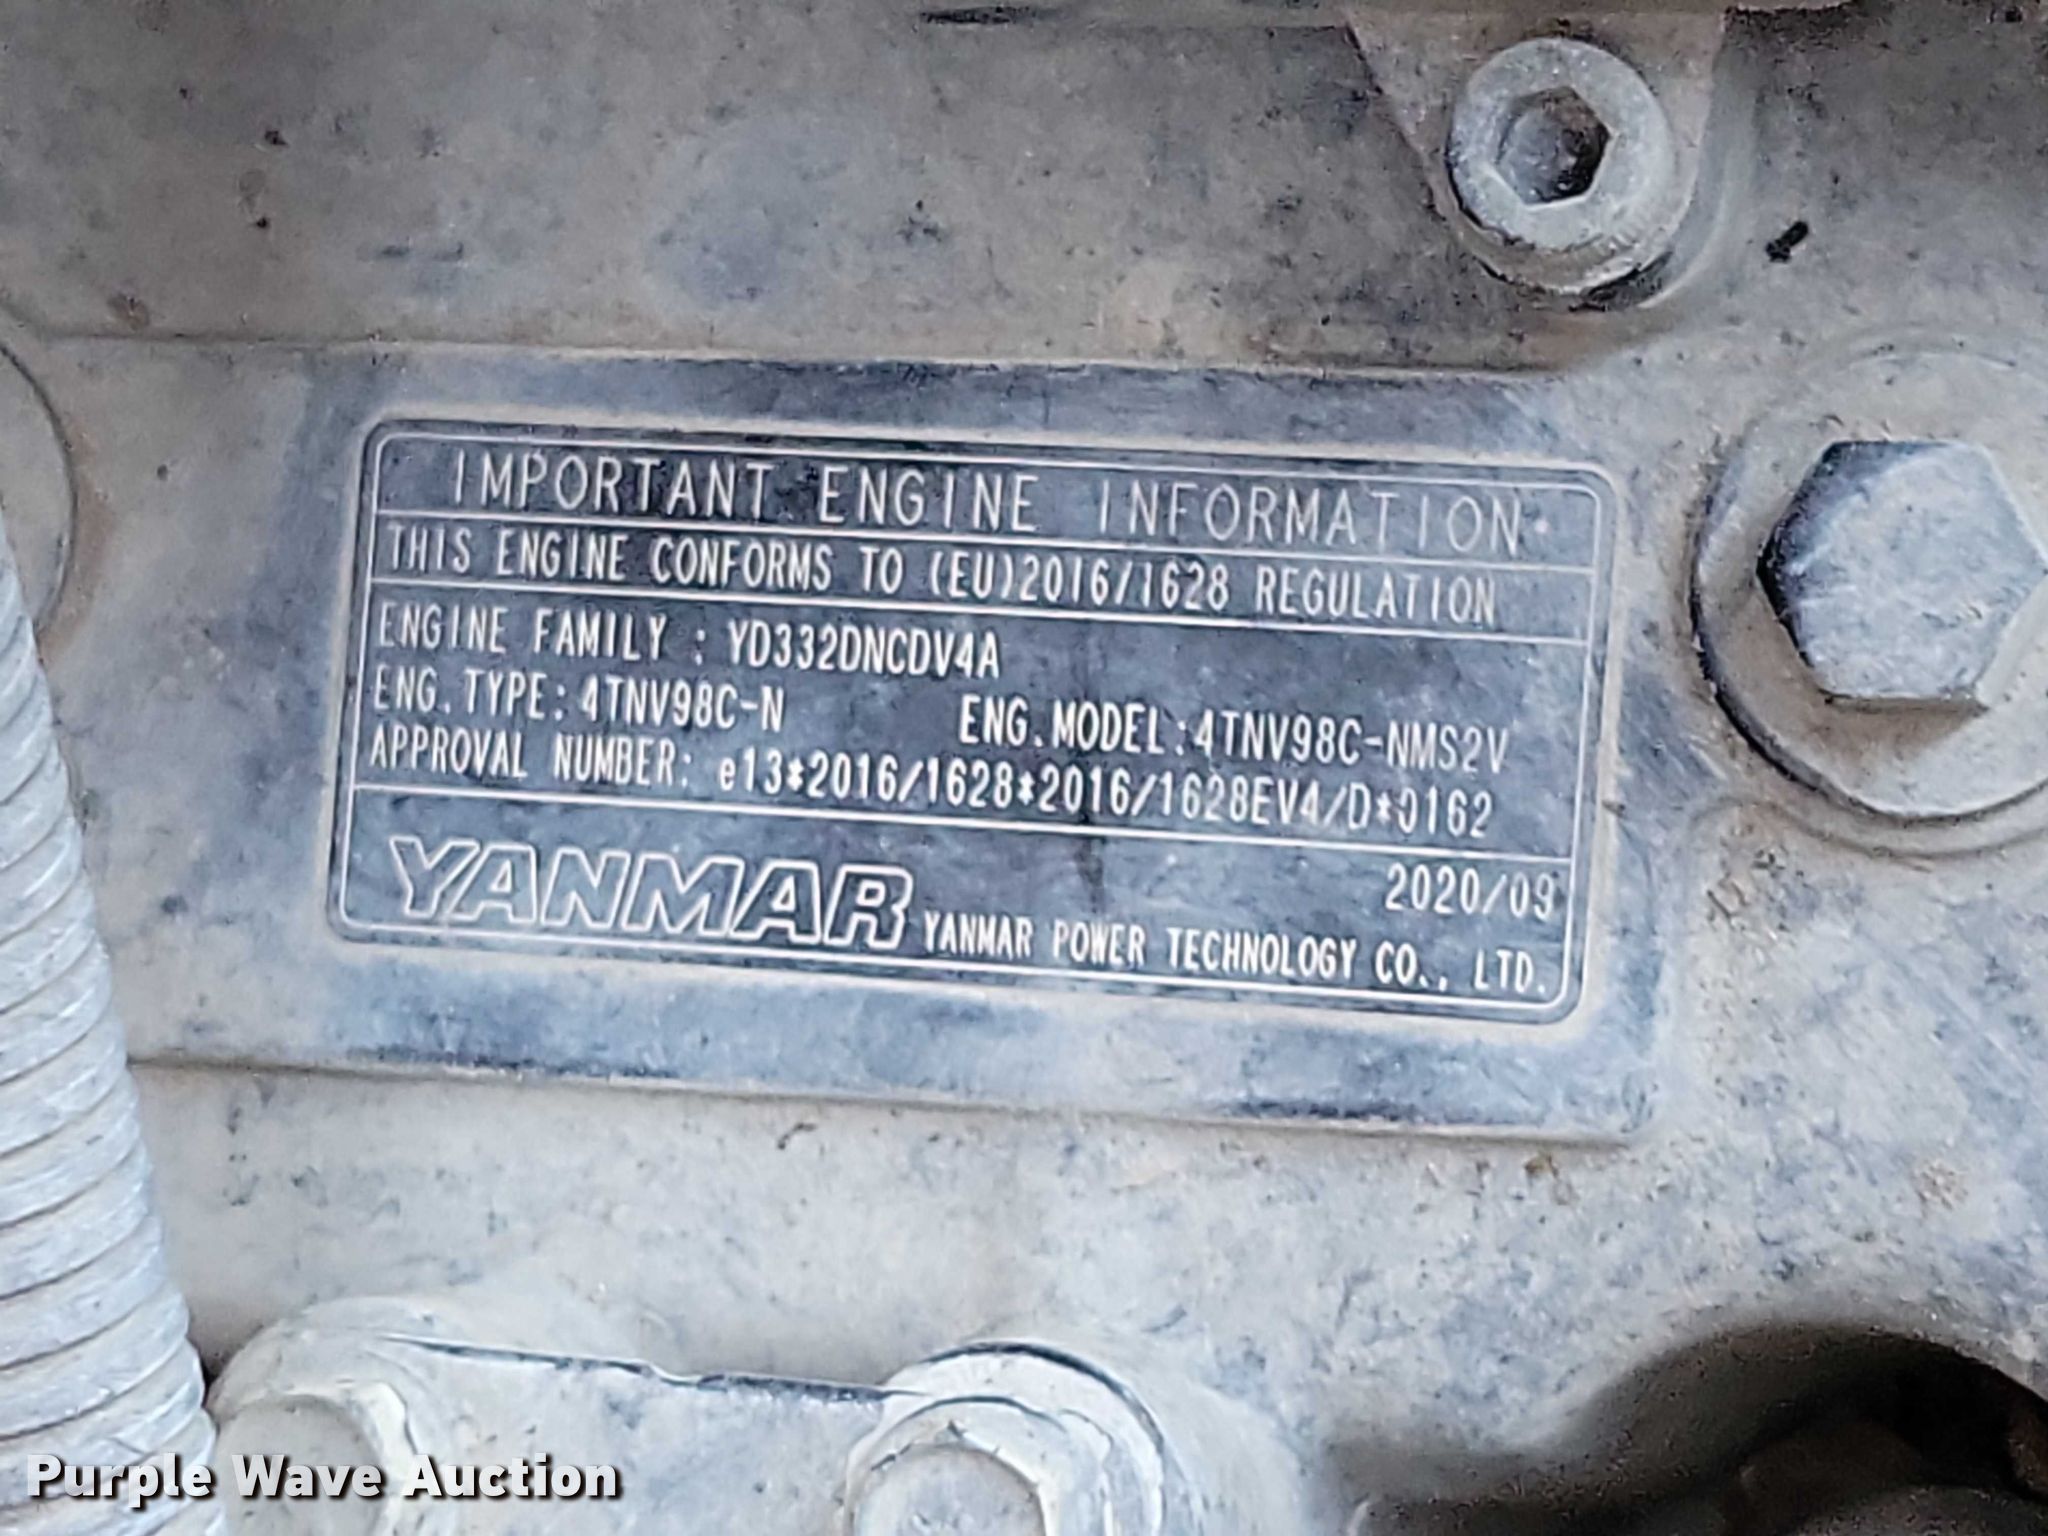 IMPORTANT ENGINE INFORMATION
THIS ENGINE CONFORMS TO (EU)2016/1628 REGULATION
ENGINE FAMILY : YD332DNCDV4A
ENG.TYPE:4TNV98C-N ENG.MODEL:4TNV98C-NMS2V
APPROVAL NUMBER: e13*2016/1628*2016/1628EV4/D*0162
2020/09
YANMAR YANMAR POWER TECHNOLOGY CO., LTD.
Purple Wave Auction